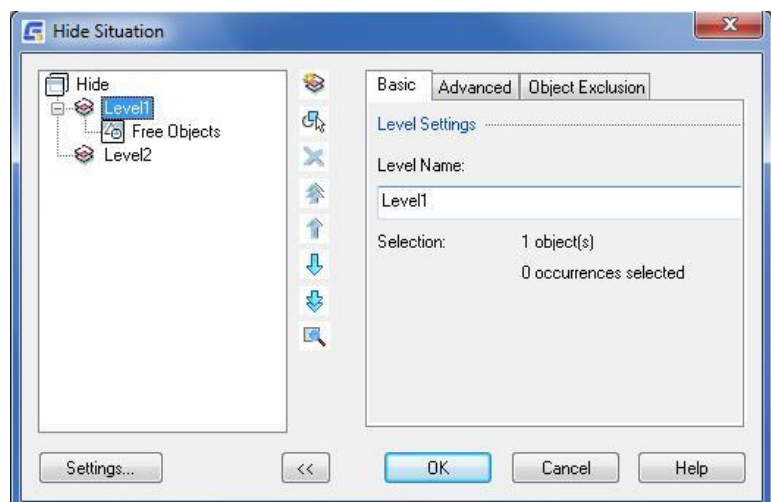 Hide Situation
Hide
Level1
Free Objects
Level2
Basic
Advanced
Object Exclusion
Level Settings
Level Name:
Level1
Selection:
1 object(s)
0 occurrences selected
Settings...
<<
OK
Cancel
Help